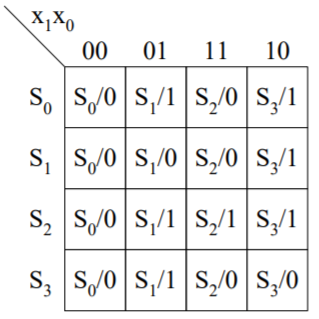 x₁x₀
00 01 11 10
S₀ S₀/0 S₁/1 S₂/0 S₃/1
S₁ S₀/0 S₁/0 S₂/0 S₃/1
S₂ S₀/0 S₁/1 S₂/1 S₃/1
S₃ S₀/0 S₁/1 S₂/0 S₃/0